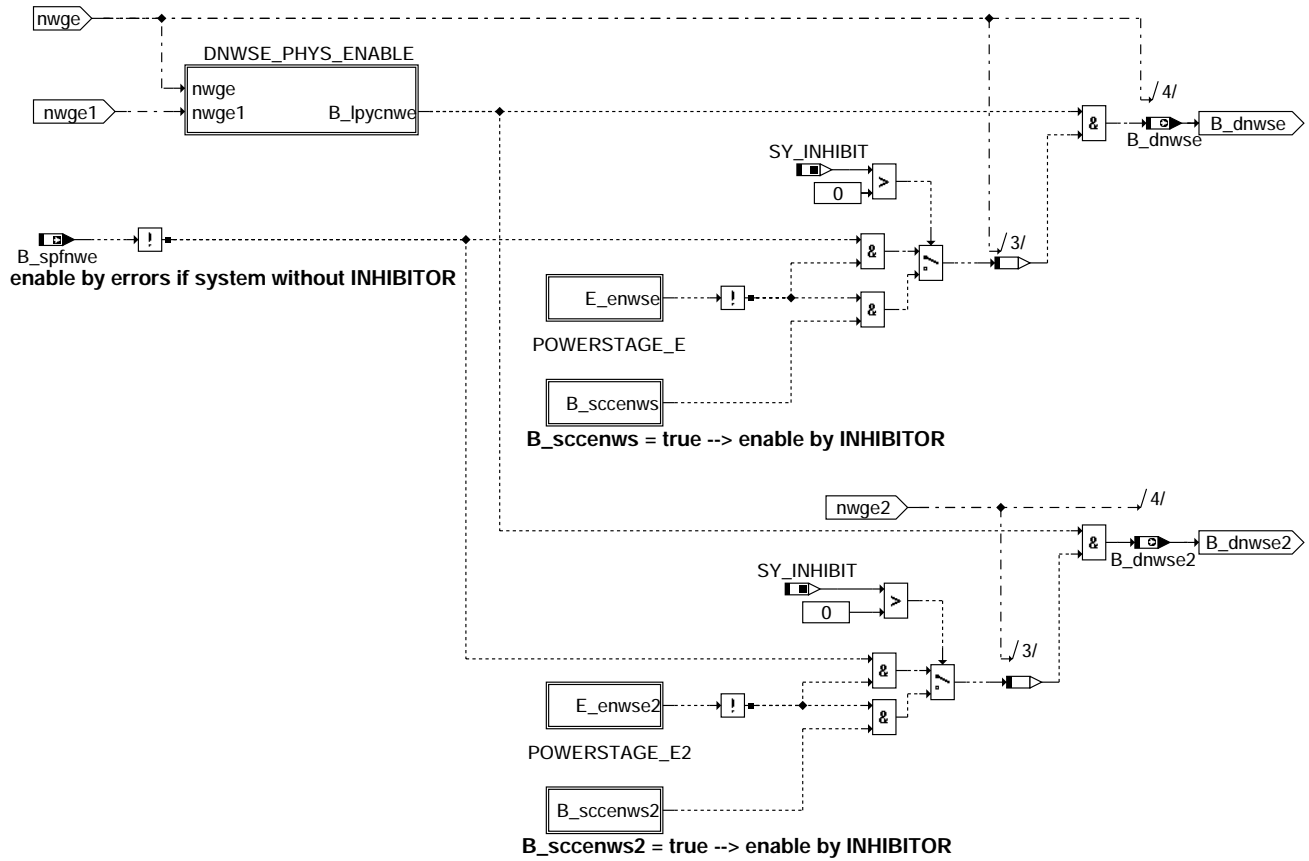 nwge
DNWSE_PHYS_ENABLE
nwge
nwge1
nwge1
B_lpycnwe
/4/
&
B_dnwse
B_dnwse
SY_INHIBIT
>
0
B_spfnwe
!
enable by errors if system without INHIBITOR
&
/3/
E_enwse
!
&
POWERSTAGE_E
B_sccenws
B_sccenws = true --> enable by INHIBITOR
nwge2
/4/
&
B_dnwse2
B_dnwse2
SY_INHIBIT
>
0
/3/
&
E_enwse2
!
&
POWERSTAGE_E2
B_sccenws2
B_sccenws2 = true --> enable by INHIBITOR